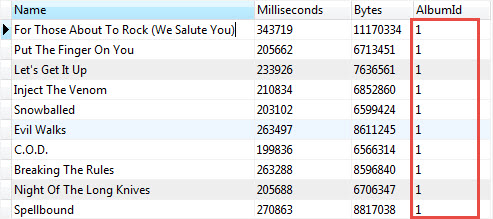 Name Milliseconds Bytes AlbumId
For Those About To Rock (We Salute You) 343719 11170334 1
Put The Finger On You 205662 6713451 1
Let's Get It Up 233926 7636561 1
Inject The Venom 210834 6852860 1
Snowballed 203102 6599424 1
Evil Walks 263497 8611245 1
C.O.D. 199836 6566314 1
Breaking The Rules 263288 8596840 1
Night Of The Long Knives 205688 6706347 1
Spellbound 270863 8817038 1